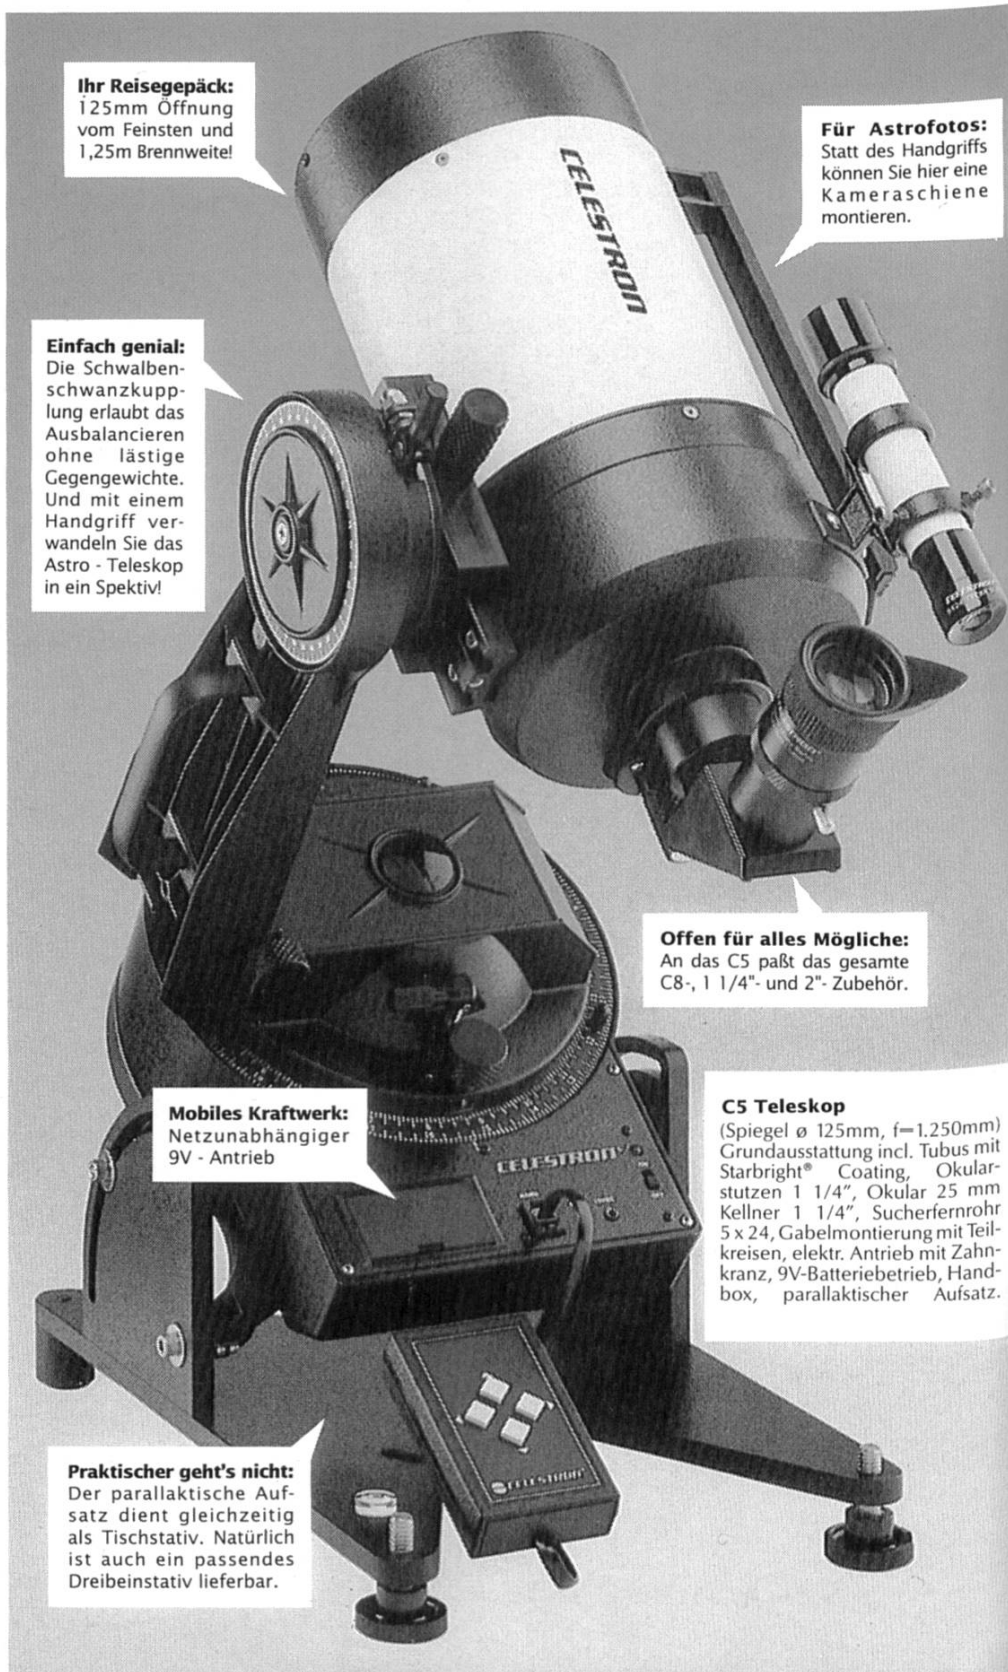 Ihr Reisegepäck:
125mm Öffnung
vom Feinsten und
1,25m Brennweite!
Für Astrofotos:
Statt des Handgriffs
können Sie hier eine
Kameraschiene
montieren.
CELESTRON
Einfach genial:
Die Schwalben-
schwanzkupp-
lung erlaubt das
Ausbalancieren
ohne lästige
Gegengewichte.
Und mit einem
Handgriff ver-
wandeln Sie das
Astro - Teleskop
in ein Spektiv!
Offen für alles Mögliche:
An das C5 paßt das gesamte
C8-, 1 1/4"- und 2"- Zubehör.
Mobiles Kraftwerk:
Netzunabhängiger
9V - Antrieb
CELESTRON
C5 Teleskop
(Spiegel ø 125mm, f=1.250mm)
Grundausstattung incl. Tubus mit
Starbright® Coating, Okular-
stutzen 1 1/4", Okular 25 mm
Kellner 1 1/4", Sucherfernrohr
5 x 24, Gabelmontierung mit Teil-
kreisen, elektr. Antrieb mit Zahn-
kranz, 9V-Batteriebetrieb, Hand-
box, parallaktischer Aufsatz.
CELESTRON
Praktischer geht's nicht:
Der parallaktische Auf-
satz dient gleichzeitig
als Tischstativ. Natürlich
ist auch ein passendes
Dreibeinstativ lieferbar.